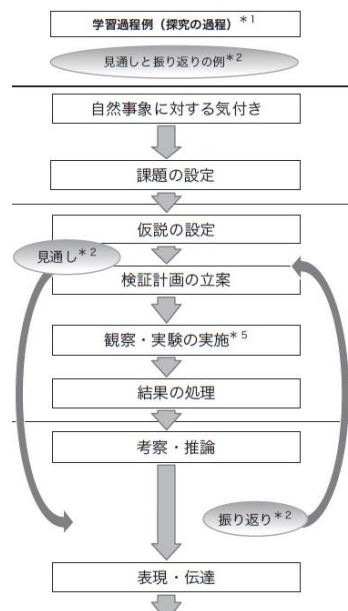 学習過程例（探究の過程）＊1
見通しと振り返りの例＊2
自然事象に対する気付き
課題の設定
仮説の設定
見通し＊2
検証計画の立案
観察・実験の実施＊5
結果の処理
考察・推論
振り返り＊2
表現・伝達